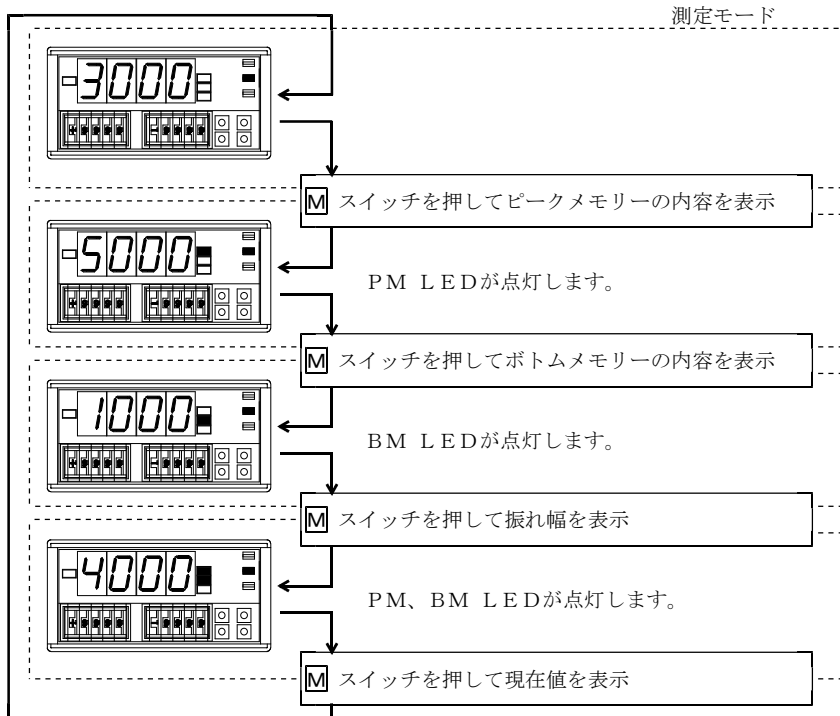 測定モード
3000
M スイッチを押してピークメモリーの内容を表示
5000
PM LEDが点灯します。
M スイッチを押してボトムメモリーの内容を表示
1000
BM LEDが点灯します。
M スイッチを押して振れ幅を表示
4000
PM、BM LEDが点灯します。
M スイッチを押して現在値を表示